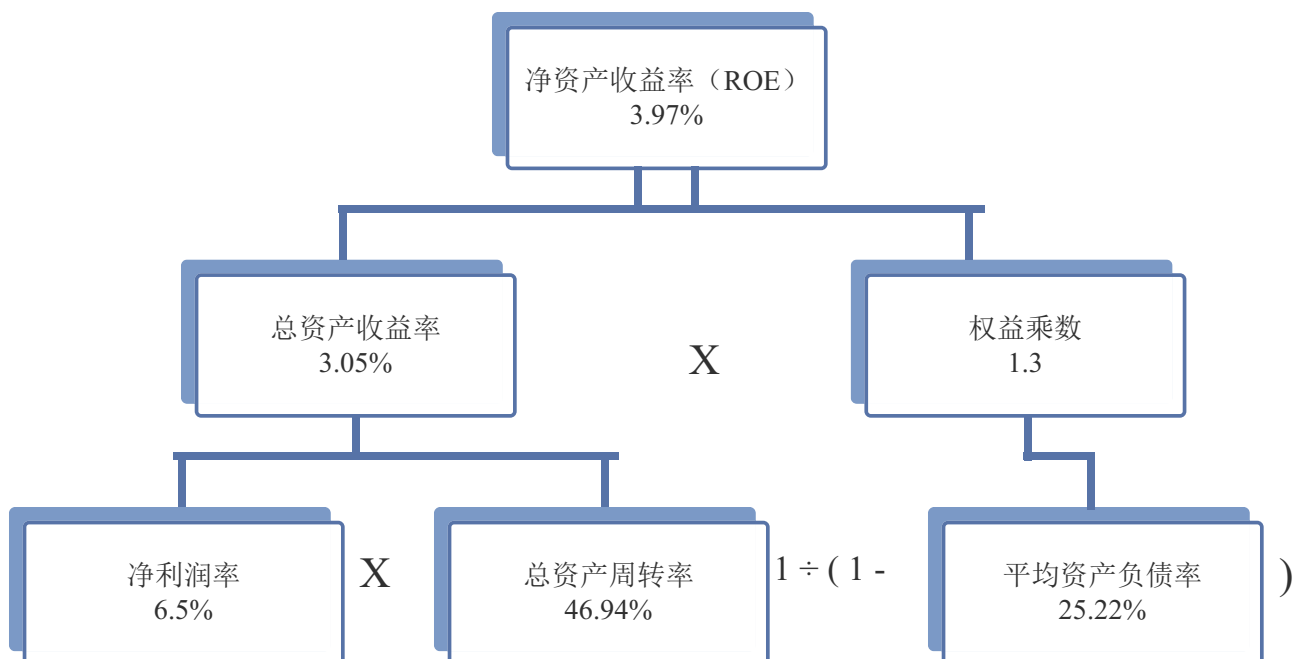 净资产收益率（ROE）
3.97%
总资产收益率
3.05%
X
权益乘数
1.3
净利润率
6.5%
X
总资产周转率
46.94%
1 ÷ ( 1 -
平均资产负债率
25.22%
)